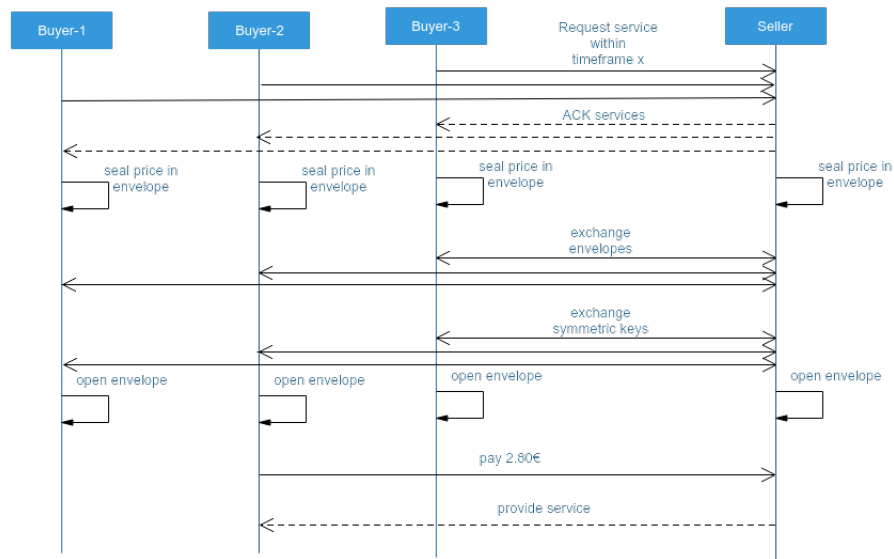 Buyer-1
Buyer-2
Buyer-3
Seller
Request service
within
timeframe x
ACK services
seal price in
envelope
seal price in
envelope
seal price in
envelope
seal price in
envelope
exchange
envelopes
exchange
symmetric keys
open envelope
open envelope
open envelope
open envelope
pay 2.80€
provide service